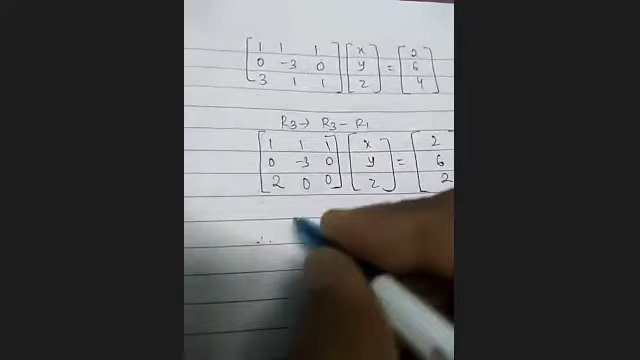 [1 1 1] [x] [2]
[0 -3 0] [y] = [6]
[3 1 1] [z] [4]
R3 → R3 - R1
[1 1 1] [x] [2]
[0 -3 0] [y] = [6]
[2 0 0] [z] [2]
∴